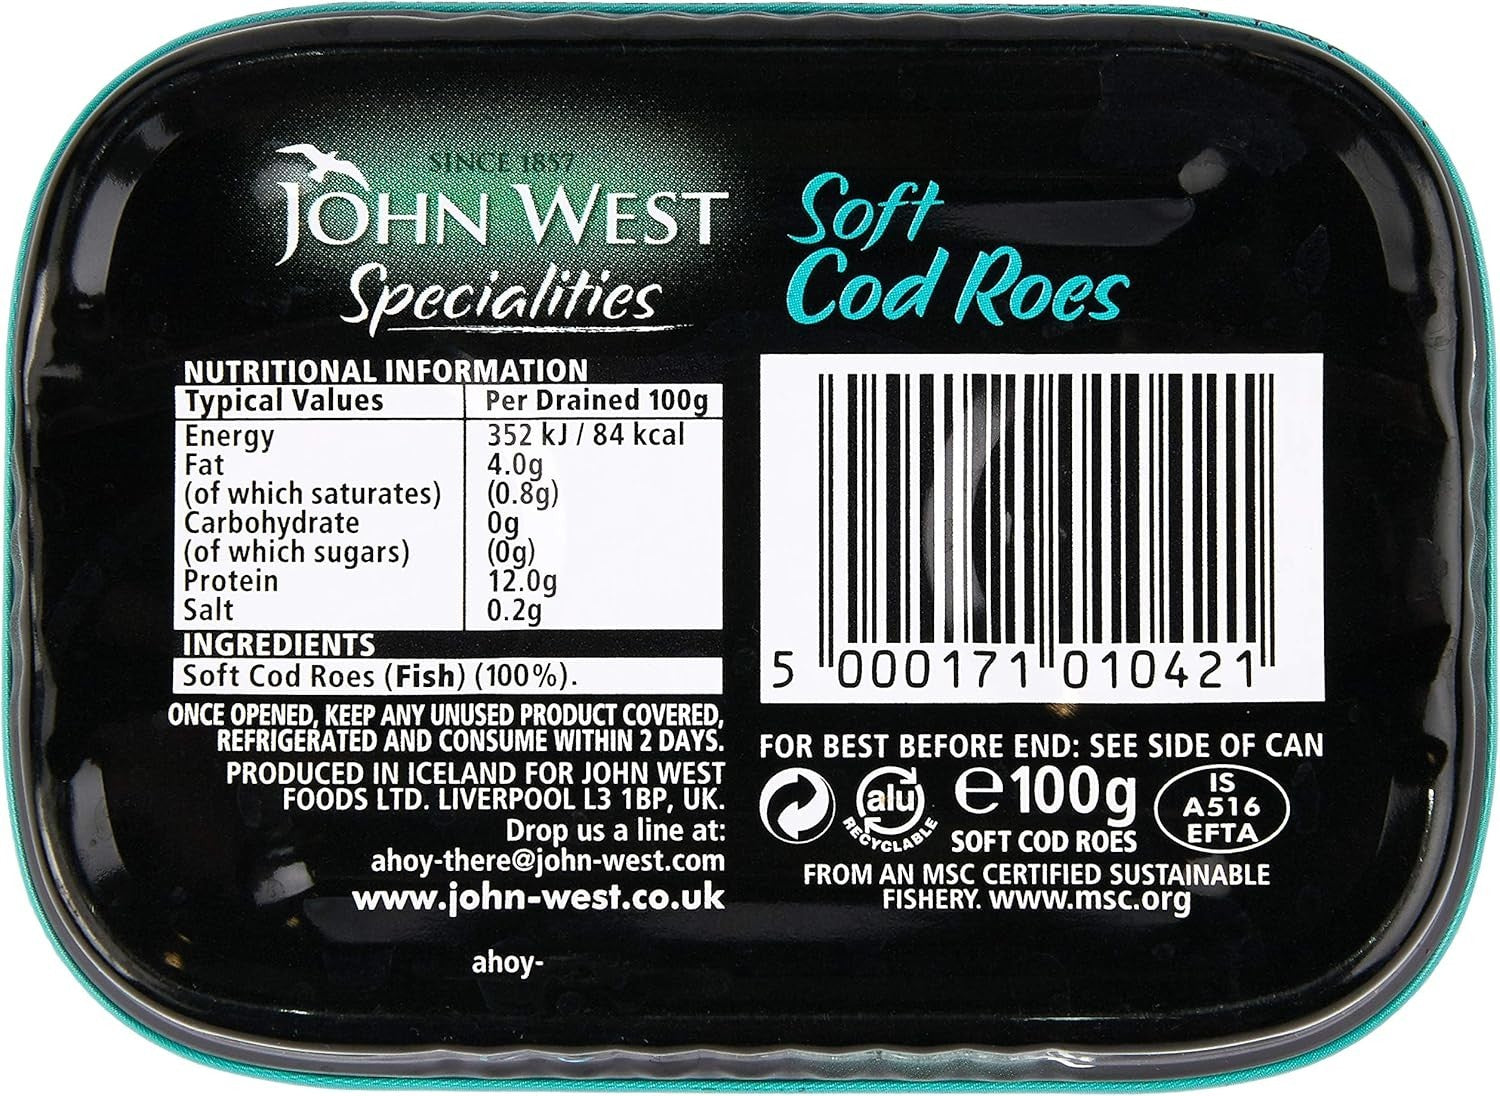 SINCE 1857
JOHN WEST
Specialities
Soft
Cod Roes
NUTRITIONAL INFORMATION
Typical Values Per Drained 100g
Energy 352 kJ / 84 kcal
Fat 4.0g
(of which saturates) (0.8g)
Carbohydrate 0g
(of which sugars) (0g)
Protein 12.0g
Salt 0.2g
INGREDIENTS
Soft Cod Roes (Fish) (100%).
ONCE OPENED, KEEP ANY UNUSED PRODUCT COVERED,
REFRIGERATED AND CONSUME WITHIN 2 DAYS.
PRODUCED IN ICELAND FOR JOHN WEST
FOODS LTD. LIVERPOOL L3 1BP, UK.
Drop us a line at:
ahoy-there@john-west.com
www.john-west.co.uk
ahoy-
5 000171 010421
FOR BEST BEFORE END: SEE SIDE OF CAN
alu
RECYCLABLE
e100g
SOFT COD ROES
IS
A516
EFTA
FROM AN MSC CERTIFIED SUSTAINABLE
FISHERY. www.msc.org